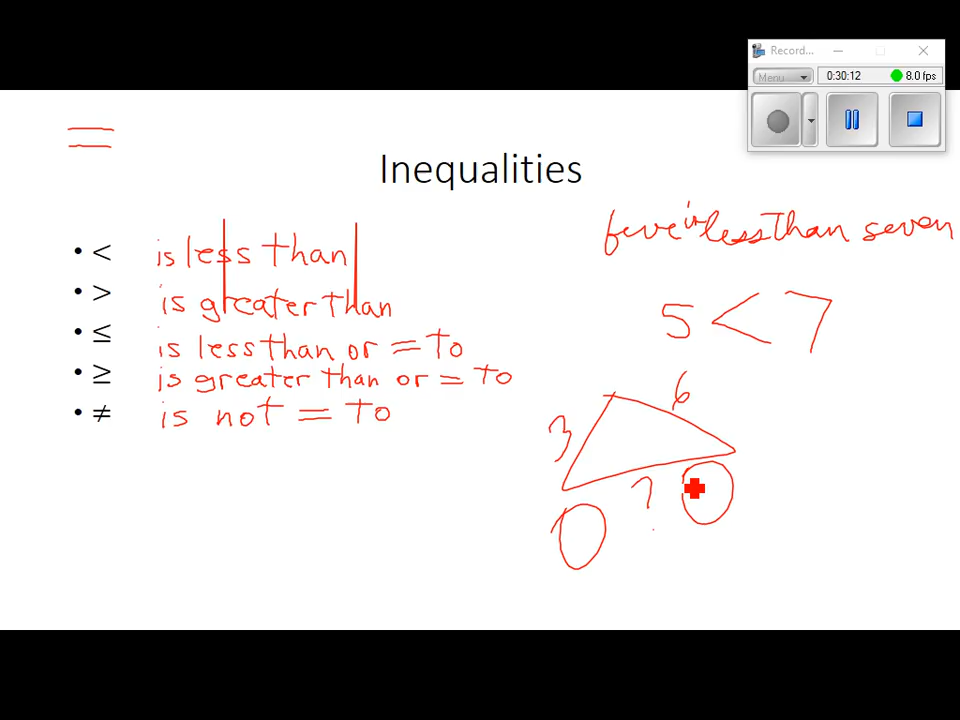 Record...
Menu
0:30:12
8.0 fps
=
Inequalities
feve is less Than seven
• < is less than
• > is greater Than
• ≤ is less than or = To
• ≥ is greater than or = To
• ≠ is not = To
5 < 7
6
3
?